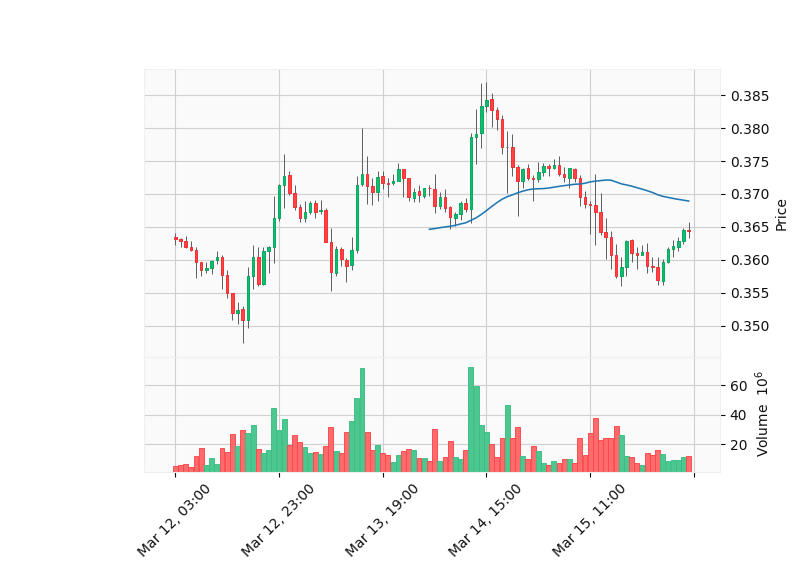 0.385
0.380
0.375
0.370
0.365
0.360
0.355
0.350
Price
60
40
20
Volume 10^6
Mar 12, 03:00
Mar 12, 23:00
Mar 13, 19:00
Mar 14, 15:00
Mar 15, 11:00